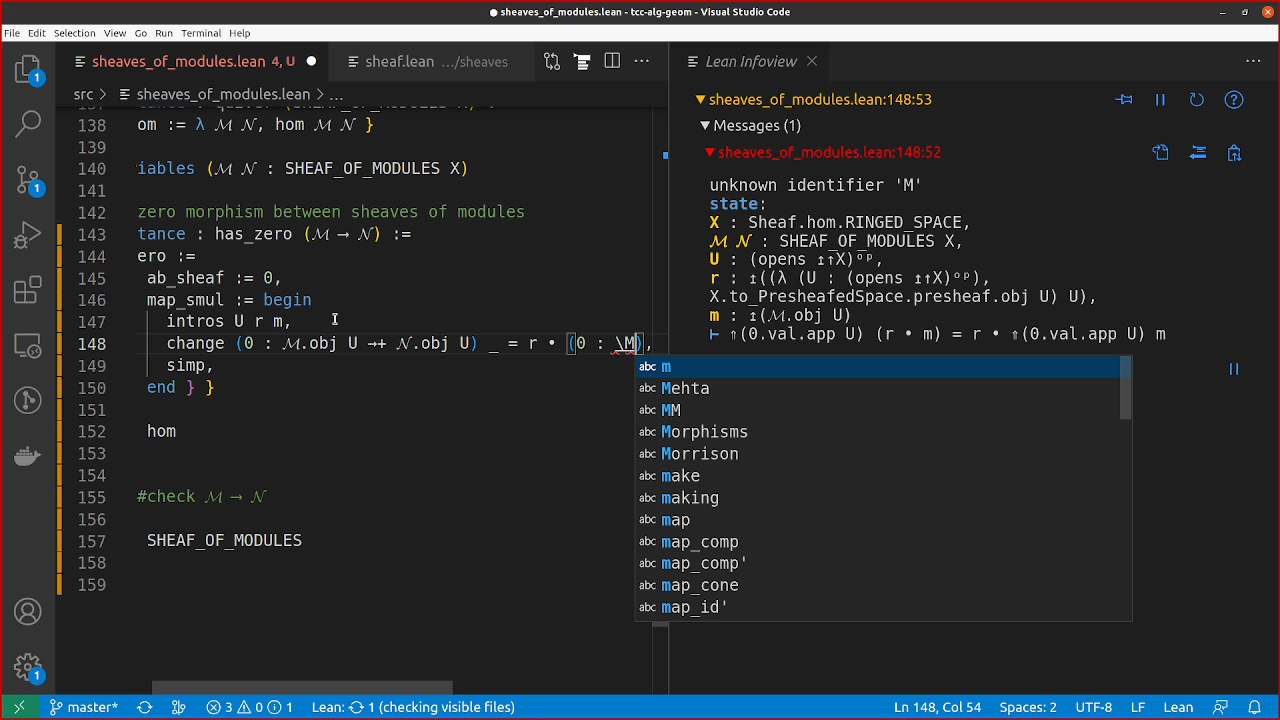 ● sheaves_of_modules.lean - tcc-alg-geom - Visual Studio Code
File Edit Selection View Go Run Terminal Help
sheaves_of_modules.lean 4, U ●
sheaf.lean .../sheaves
Lean Infoview
src > sheaves_of_modules.lean > ...
138 om := λ ℳ 𝒩, hom ℳ 𝒩 }
139
140 iables (ℳ 𝒩 : SHEAF_OF_MODULES X)
141
142 zero morphism between sheaves of modules
143 tance : has_zero (ℳ ⟶ 𝒩) :=
144 ero :=
145 ab_sheaf := 0,
146 map_smul := begin
147 intros U r m,
148 change (0 : ℳ.obj U →+ 𝒩.obj U) _ = r • (0 : \M),
149 simp,
150 end } }
151
152 hom
153
154
155 #check ℳ ⟶ 𝒩
156
157 SHEAF_OF_MODULES
158
159
abc m
abc Mehta
abc MM
abc Morphisms
abc Morrison
abc make
abc making
abc map
abc map_comp
abc map_comp'
abc map_cone
abc map_id'
sheaves_of_modules.lean:148:53
Messages (1)
sheaves_of_modules.lean:148:52
unknown identifier 'M'
state:
X : Sheaf.hom.RINGED_SPACE,
ℳ 𝒩 : SHEAF_OF_MODULES X,
U : (opens ↥↑X)ᵒᵖ,
r : ↥((λ (U : (opens ↥↑X)ᵒᵖ),
X.to_PresheafedSpace.presheaf.obj U) U),
m : ↥(ℳ.obj U)
⊢ ⇑(0.val.app U) (r • m) = r • ⇑(0.val.app U) m
1
1
1
1
master*
3 0 1
Lean: 1 (checking visible files)
Ln 148, Col 54
Spaces: 2
UTF-8
LF
Lean